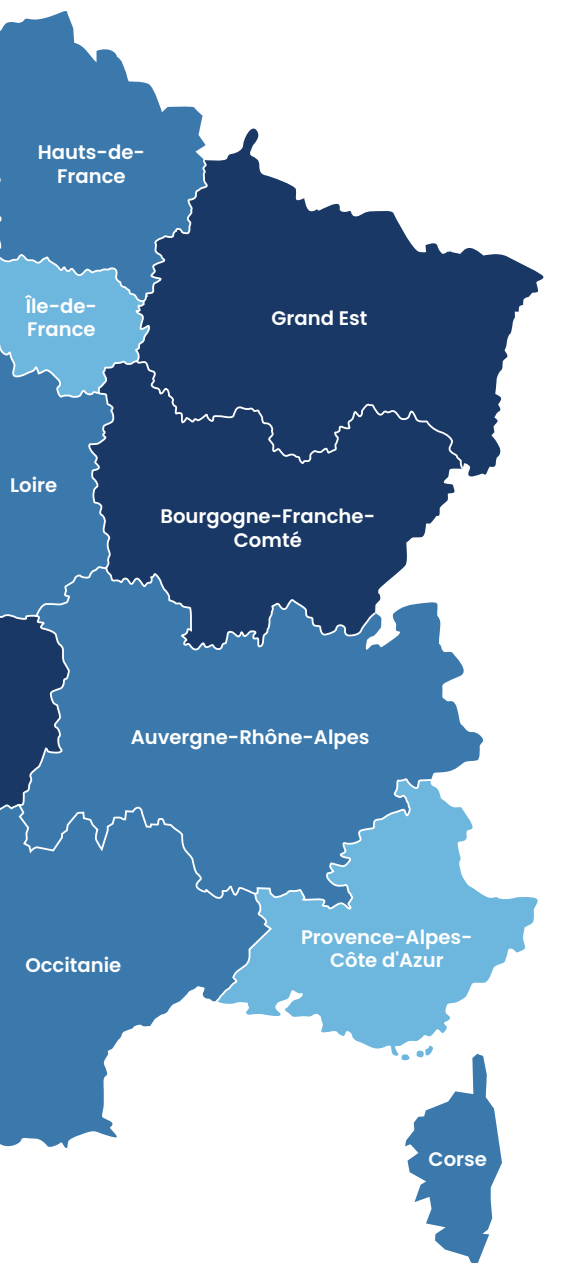 Hauts-de-
France
Île-de-
France
Grand Est
Loire
Bourgogne-Franche-
Comté
Auvergne-Rhône-Alpes
Provence-Alpes-
Côte d'Azur
Occitanie
Corse